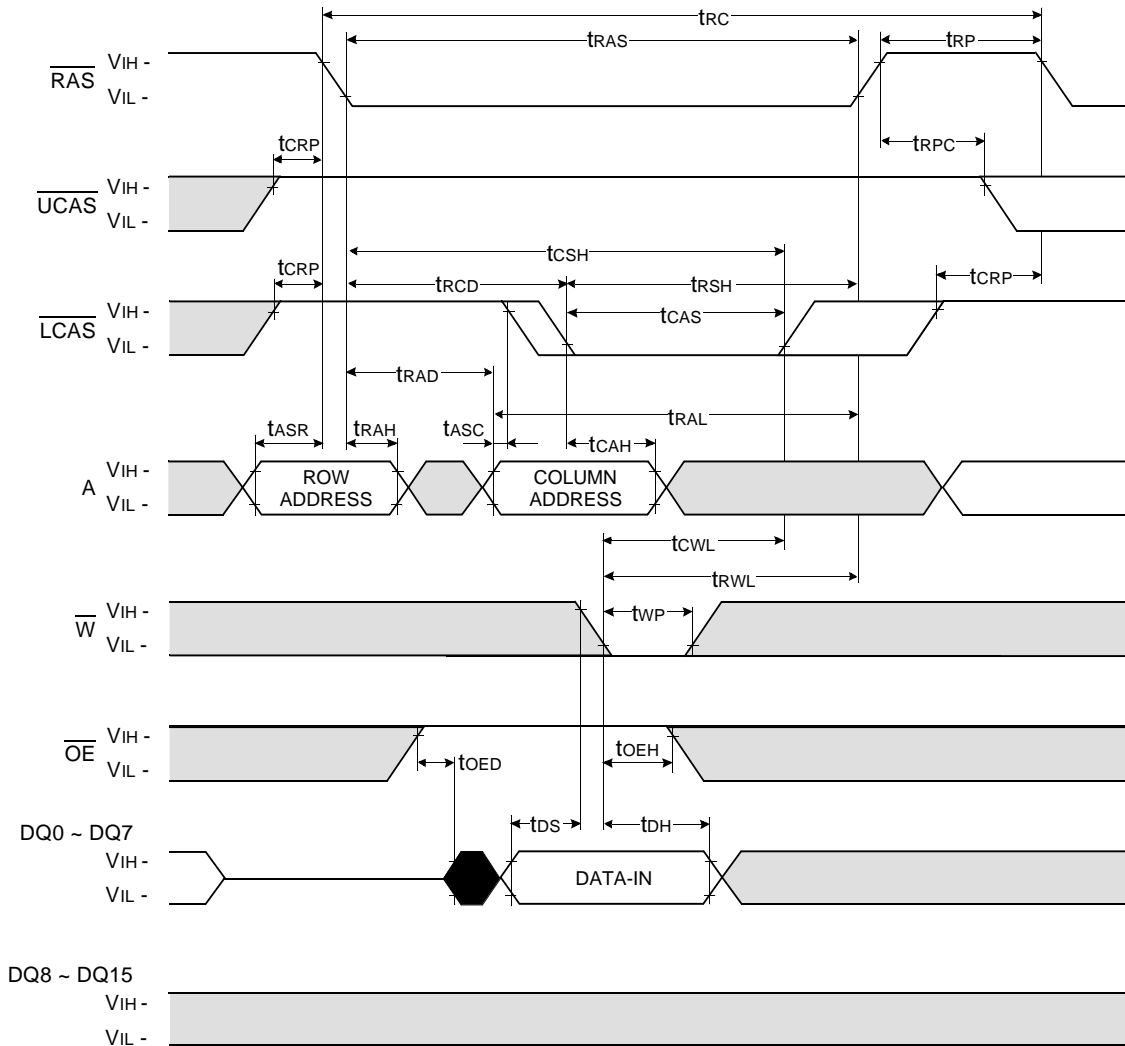 tRC
tRAS
tRP
RAS
VIH -
VIL -
tCRP
tRPC
UCAS
VIH -
VIL -
tCSH
tCRP
tRCD
tRSH
tCRP
LCAS
VIH -
VIL -
tCAS
tRAD
tRAL
tASR
tRAH
tASC
tCAH
A
VIH -
VIL -
ROW
ADDRESS
COLUMN
ADDRESS
tCWL
tRWL
W
VIH -
VIL -
tWP
OE
VIH -
VIL -
tOED
tOEH
DQ0 ~ DQ7
VIH -
VIL -
tDS
tDH
DATA-IN
DQ8 ~ DQ15
VIH -
VIL -